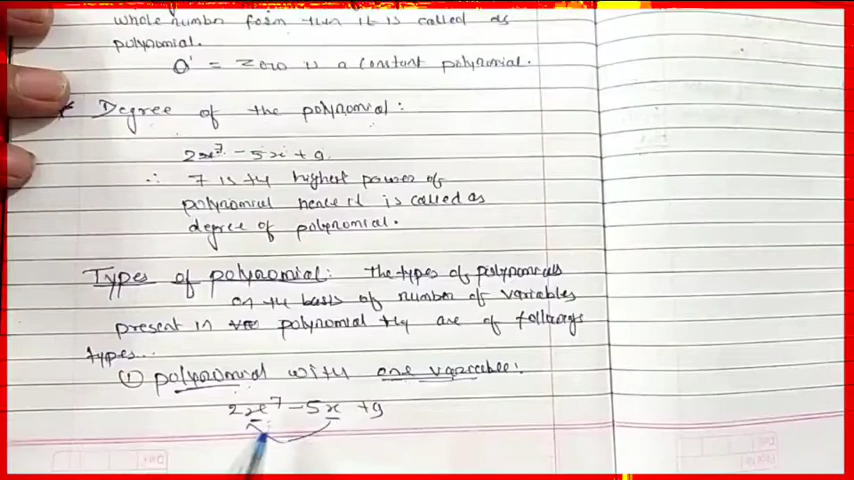 whole number form then it is called as
polynomial.
0' = Zero is a constant polynomial.
* Degree of the polynomial:
2x⁷ - 5x + 9.
∴ 7 is the highest power of
polynomial hence it is called as
degree of polynomial.
Types of polynomial: the types of polynomials
on the basis of number of variables
present in the polynomial they are of followings
types..
① polynomial with one variable:
2x⁷ - 5x + 9